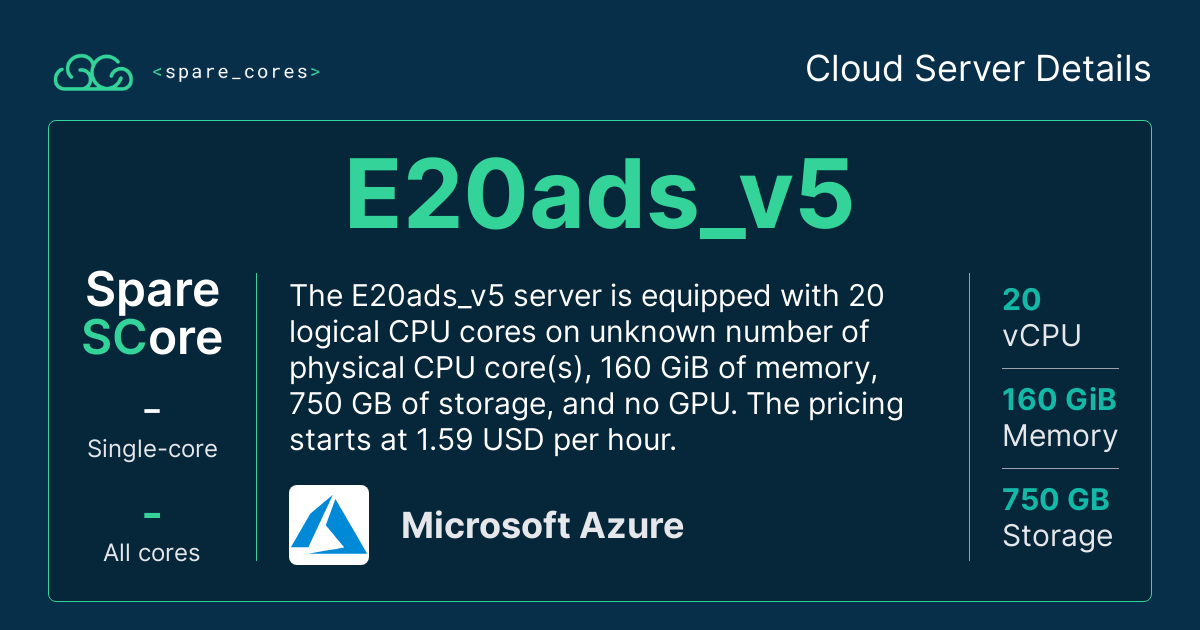 <spare_cores>
Cloud Server Details
E20ads_v5
Spare
SCore
–
Single-core
–
All cores
The E20ads_v5 server is equipped with 20
logical CPU cores on unknown number of
physical CPU core(s), 160 GiB of memory,
750 GB of storage, and no GPU. The pricing
starts at 1.59 USD per hour.
Microsoft Azure
20
vCPU
160 GiB
Memory
750 GB
Storage